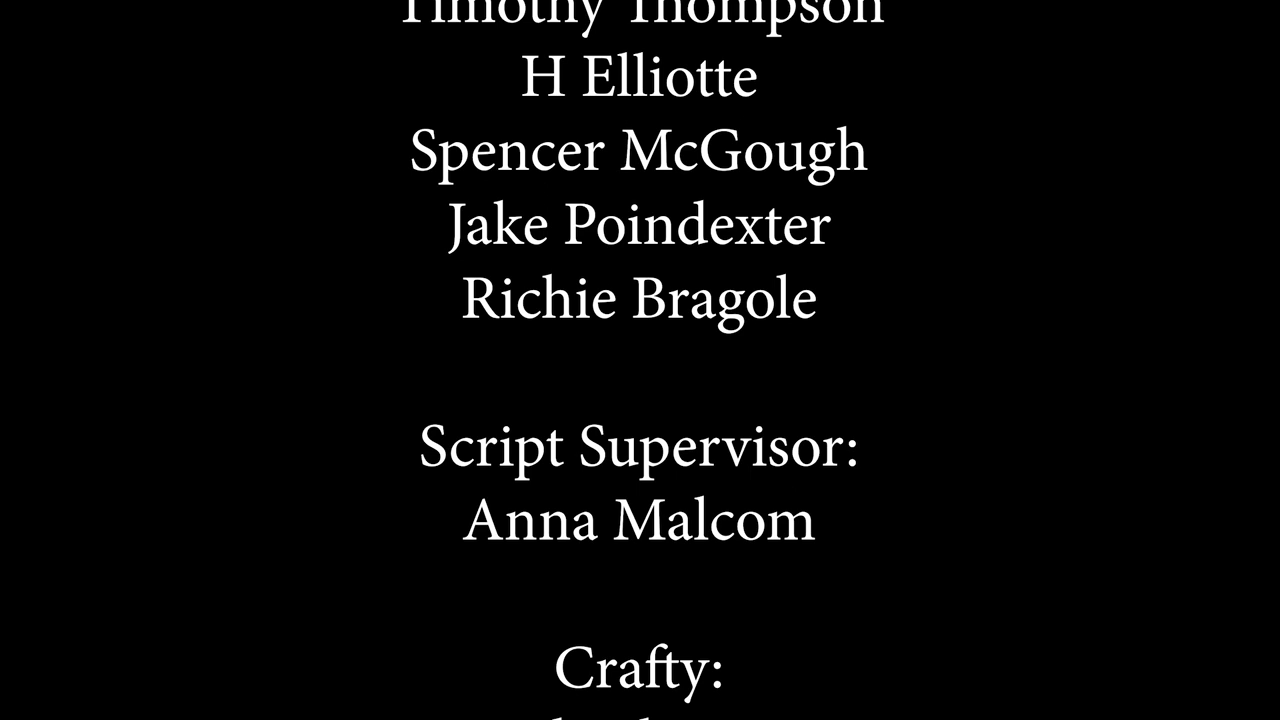 Timothy Thompson
H Elliotte
Spencer McGough
Jake Poindexter
Richie Bragole
Script Supervisor:
Anna Malcom
Crafty: